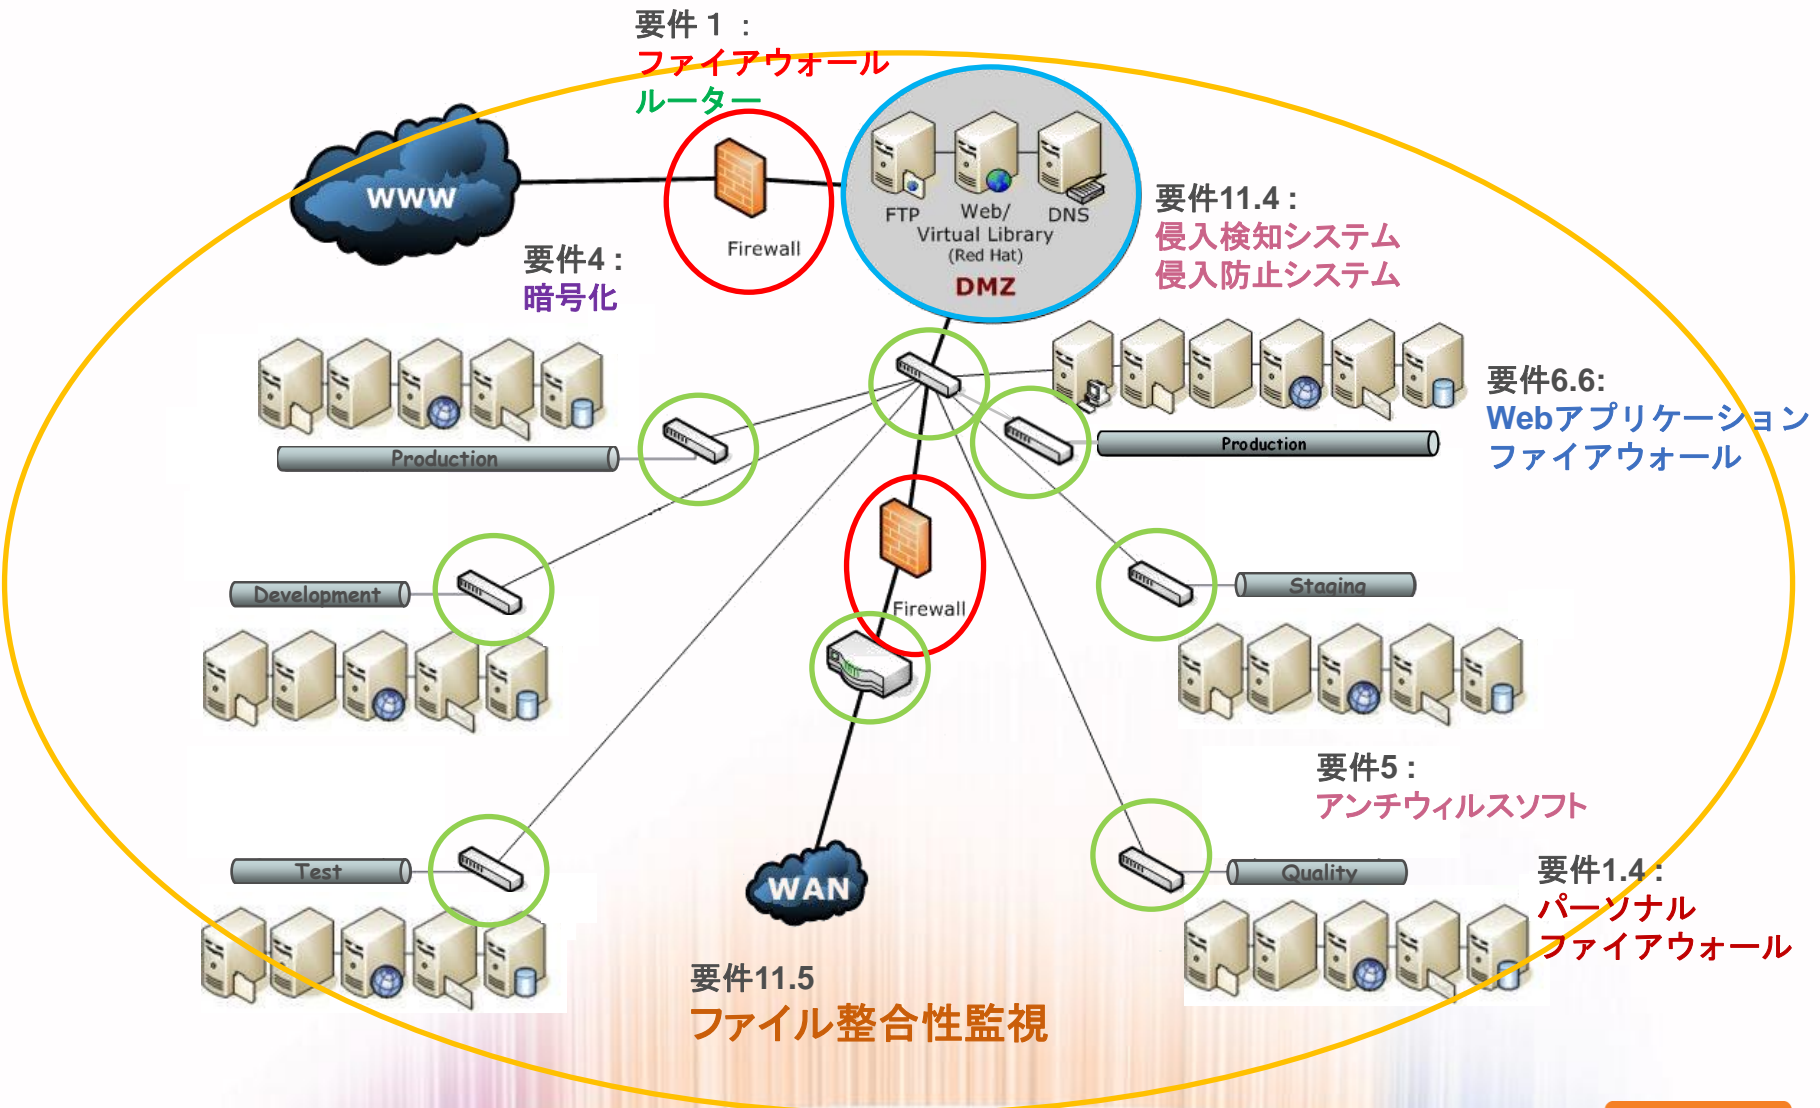 要件 1 :
ファイアウォール
ルーター
WWW
Firewall
FTP
Web/
DNS
Virtual Library
(Red Hat)
DMZ
要件11.4 :
侵入検知システム
侵入防止システム
要件4 :
暗号化
要件6.6:
Webアプリケーション
ファイアウォール
Production
Production
Development
Firewall
Staging
要件5 :
アンチウィルスソフト
Test
WAN
Quality
要件1.4 :
パーソナル
ファイアウォール
要件11.5
ファイル整合性監視